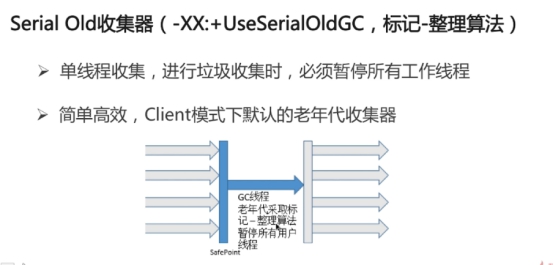 Serial Old收集器（-XX:+UseSerialOldGC，标记-整理算法）
单线程收集，进行垃圾收集时，必须暂停所有工作线程
简单高效，Client模式下默认的老年代收集器
GC线程
老年代采取标
记－整理算法
暂停所有用户
线程
SafePoint